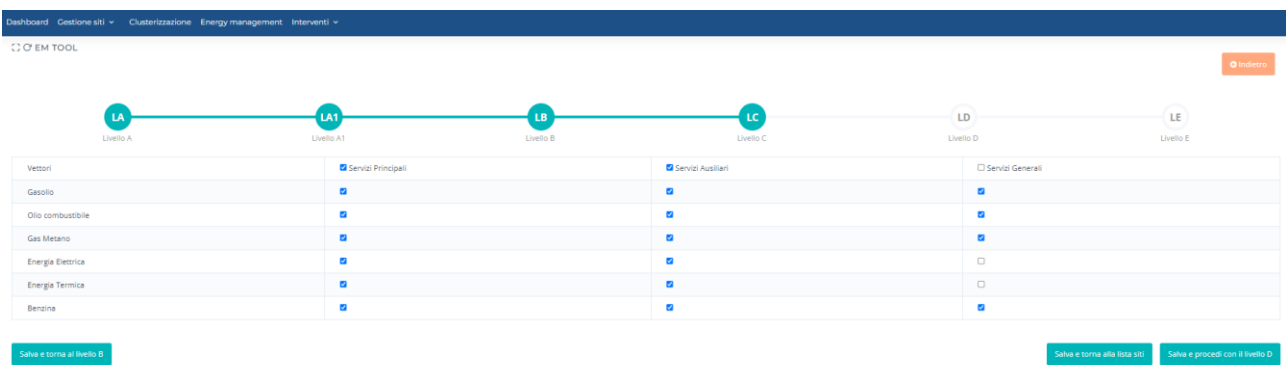 Dashboard Gestione siti Clusterizzazione Energy management Interventi
EM TOOL
Indietro
LA LA1 LB LC LD LE
Livello A Livello A1 Livello B Livello C Livello D Livello E
Vettori Servizi Principali Servizi Ausiliari Servizi Generali
Gasolio
Olio combustibile
Gas Metano
Energia Elettrica
Energia Termica
Benzina
Salva e torna al livello B Salva e torna alla lista siti Salva e procedi con il livello D